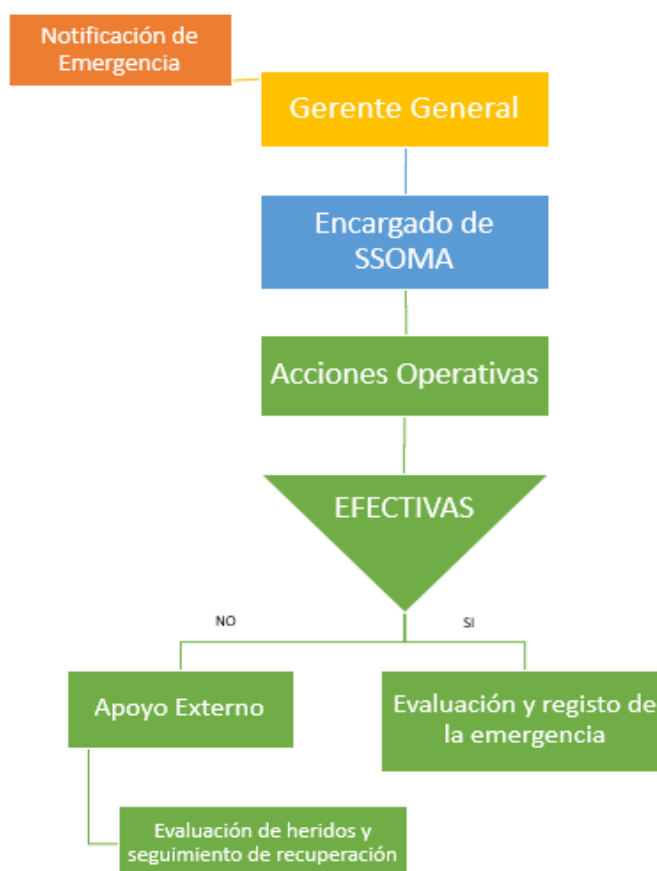 Notificación de
Emergencia
Gerente General
Encargado de
SSOMA
Acciones Operativas
EFECTIVAS
NO
SI
Apoyo Externo
Evaluación y registo de
la emergencia
Evaluación de heridos y
seguimiento de recuperación